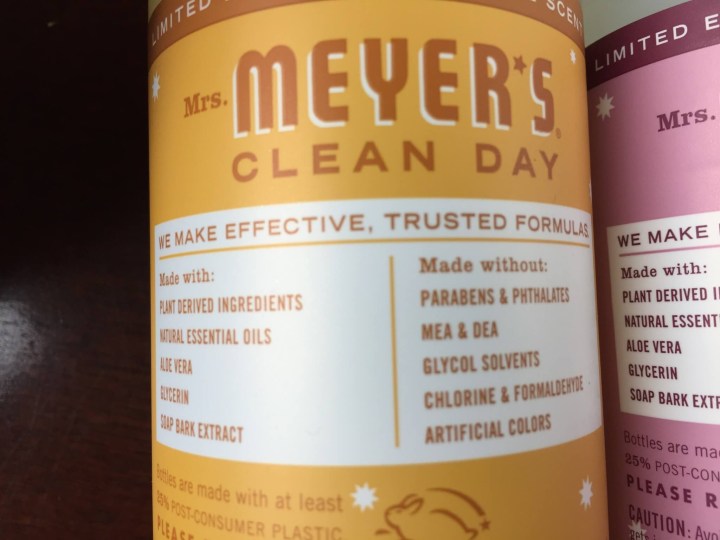 LIMITED
SCENT
Mrs. MEYER'S
CLEAN DAY
WE MAKE EFFECTIVE, TRUSTED FORMULAS
Made with:
PLANT DERIVED INGREDIENTS
NATURAL ESSENTIAL OILS
ALOE VERA
GLYCERIN
SOAP BARK EXTRACT
Made without:
PARABENS & PHTHALATES
MEA & DEA
GLYCOL SOLVENTS
CHLORINE & FORMALDEHYDE
ARTIFICIAL COLORS
Bottles are made with at least
25% POST-CONSUMER PLASTIC
PLEASE
LIMITED E
Mrs.
WE MAKE
Made with:
PLANT DERIVED I
NATURAL ESSENT
ALOE VERA
GLYCERIN
SOAP BARK EXTR
Bottles are ma
25% POST-CON
PLEASE R
CAUTION: Avo